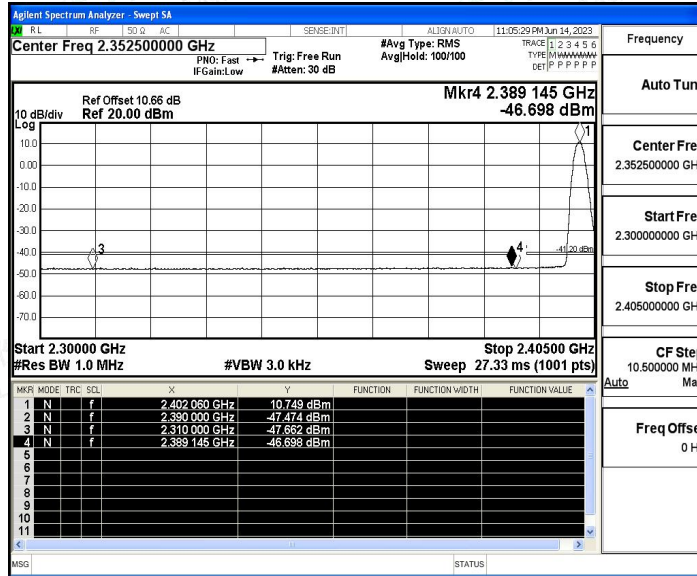 Agilent Spectrum Analyzer - Swept SA
LXI RL RF 50 Ω AC SENSE:INT ALIGN AUTO 11:05:29 PM Jun 14, 2023
Center Freq 2.352500000 GHz
PNO: Fast
IFGain:Low
Trig: Free Run
#Atten: 30 dB
#Avg Type: RMS
Avg|Hold: 100/100
TRACE 1 2 3 4 5 6
TYPE M WWWWW
DET P P P P P P
Ref Offset 10.66 dB
Ref 20.00 dBm
10 dB/div
Log
Mkr4 2.389 145 GHz
-46.698 dBm
10.0
0.00
-10.0
-20.0
-30.0
-40.0
-50.0
-60.0
-70.0
1
3
4
-41.20 dBm
Start 2.30000 GHz Stop 2.40500 GHz
#Res BW 1.0 MHz #VBW 3.0 kHz Sweep 27.33 ms (1001 pts)
MKR MODE TRC SCL X Y FUNCTION FUNCTION WIDTH FUNCTION VALUE
1 N f 2.402 060 GHz 10.749 dBm
2 N f 2.390 000 GHz -47.474 dBm
3 N f 2.310 000 GHz -47.662 dBm
4 N f 2.389 145 GHz -46.698 dBm
5
6
7
8
9
10
11
MSG STATUS
Frequency
Auto Tun
Center Fre
2.352500000 GH
Start Fre
2.300000000 GH
Stop Fre
2.405000000 GH
CF Ste
10.500000 MH
Auto Ma
Freq Offse
0 H